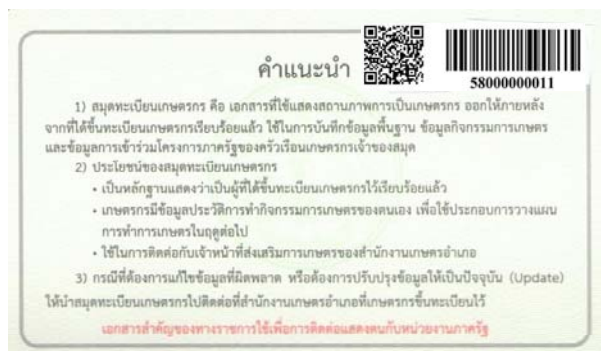 คำแนะนำ
58000000011
1) สมุดทะเบียนเกษตรกร คือ เอกสารที่ใช้แสดงสถานภาพการเป็นเกษตรกร ออกให้ภายหลัง
จากที่ได้ขึ้นทะเบียนเกษตรกรเรียบร้อยแล้ว ใช้ในการบันทึกข้อมูลพื้นฐาน ข้อมูลกิจกรรมการเกษตร
และข้อมูลการเข้าร่วมโครงการภาครัฐของครัวเรือนเกษตรกรเจ้าของสมุด
2) ประโยชน์ของสมุดทะเบียนเกษตรกร
• เป็นหลักฐานแสดงว่าเป็นผู้ที่ได้ขึ้นทะเบียนเกษตรกรไว้เรียบร้อยแล้ว
• เกษตรกรมีข้อมูลประวัติการทำกิจกรรมการเกษตรของตนเอง เพื่อใช้ประกอบการวางแผน
การทำการเกษตรในฤดูต่อไป
• ใช้ในการติดต่อกับเจ้าหน้าที่ส่งเสริมการเกษตรของสำนักงานเกษตรอำเภอ
3) กรณีที่ต้องการแก้ไขข้อมูลที่ผิดพลาด หรือต้องการปรับปรุงข้อมูลให้เป็นปัจจุบัน (Update)
ให้นำสมุดทะเบียนเกษตรกรไปติดต่อที่สำนักงานเกษตรอำเภอที่เกษตรกรขึ้นทะเบียนไว้
เอกสารสำคัญของทางราชการใช้เพื่อการติดต่อแสดงตนกับหน่วยงานภาครัฐ